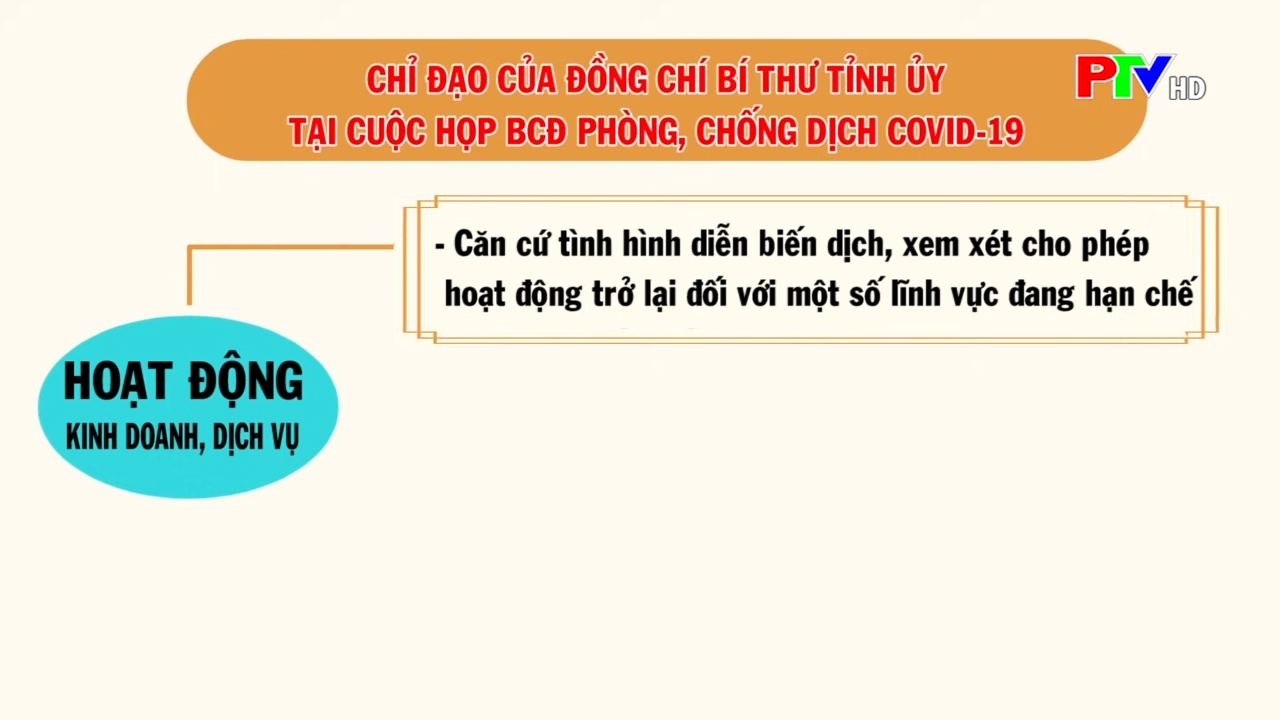 CHỈ ĐẠO CỦA ĐỒNG CHÍ BÍ THƯ TỈNH ỦY
TẠI CUỘC HỌP BCĐ PHÒNG, CHỐNG DỊCH COVID-19
PTV HD
- Căn cứ tình hình diễn biến dịch, xem xét cho phép
hoạt động trở lại đối với một số lĩnh vực đang hạn chế
HOẠT ĐỘNG
KINH DOANH, DỊCH VỤ